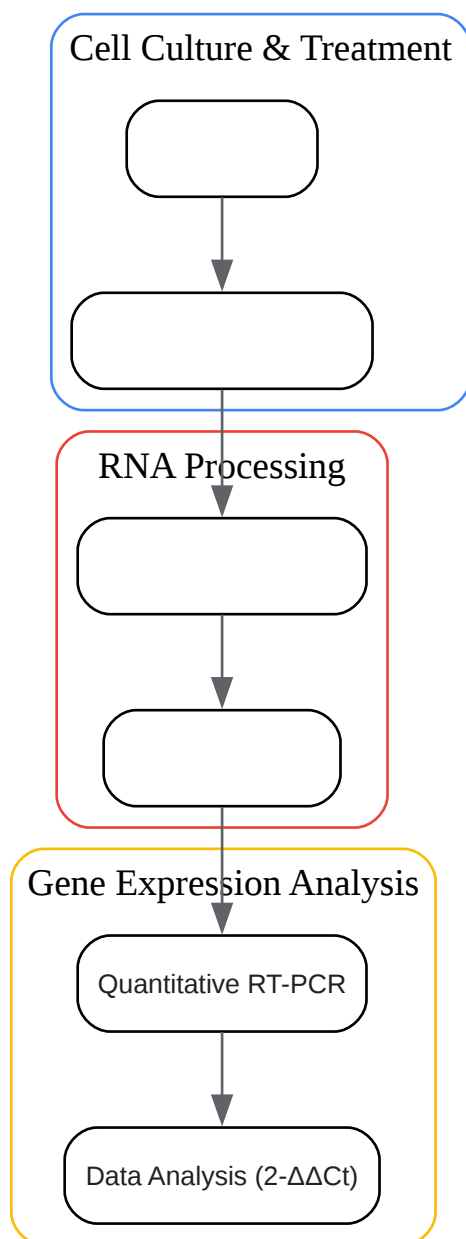 Cell Culture & Treatment
RNA Processing
Gene Expression Analysis
Quantitative RT-PCR
Data Analysis (2-ΔΔCt)